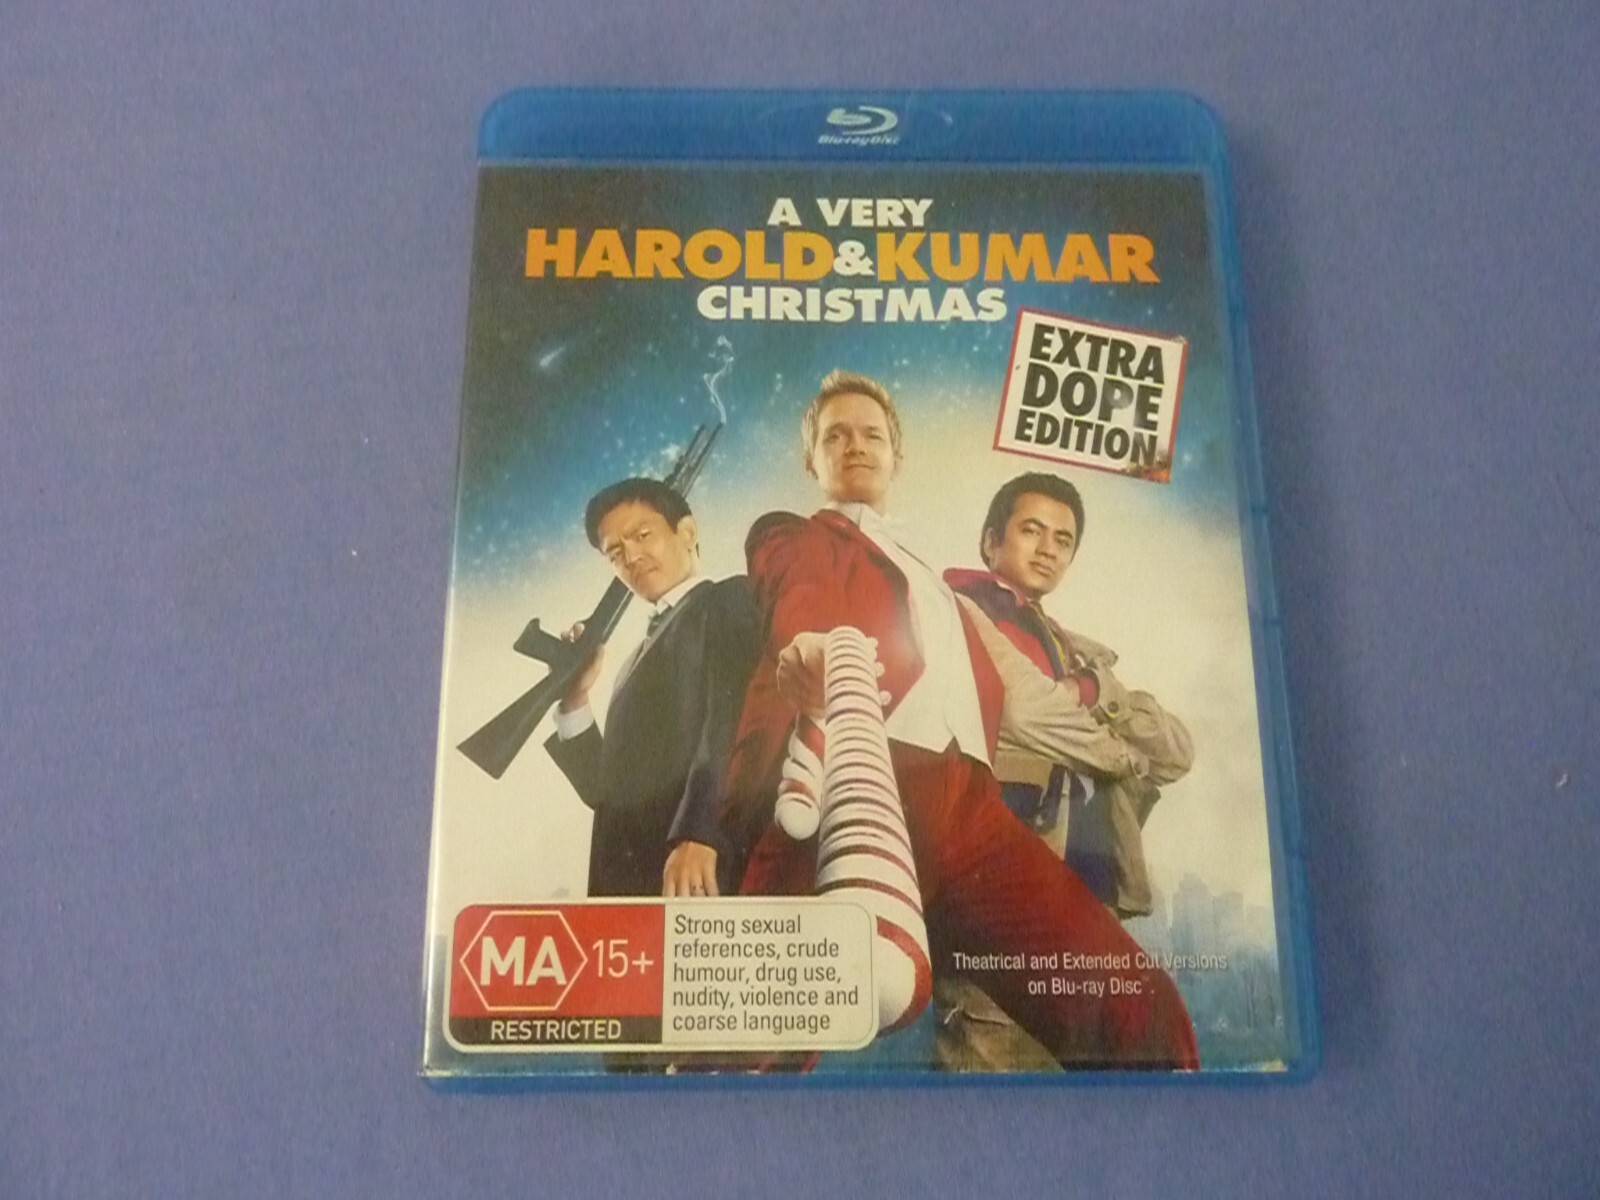 Blu-ray Disc
A VERY
HAROLD & KUMAR
CHRISTMAS
EXTRA
DOPE
EDITION
MA 15+
RESTRICTED
Strong sexual
references, crude
humour, drug use,
nudity, violence and
coarse language
Theatrical and Extended Cut Versions
on Blu-ray Disc™.